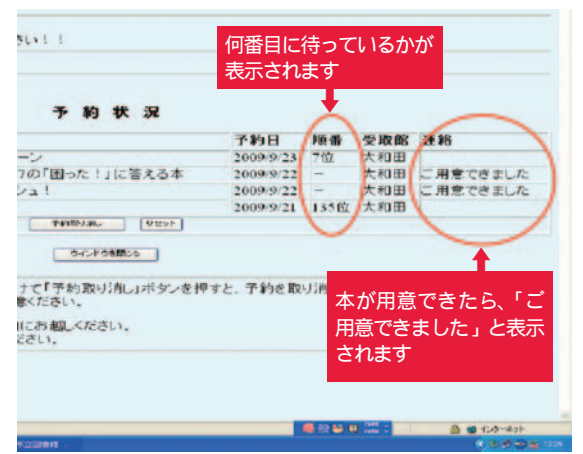 さい！！
何番目に待っているかが
表示されます
予約状況
予約日 順番 受取館 連絡
ーン 2009/9/23 7位 大和田
フの「困った！」に答える本 2009/9/22 － 大和田 ご用意できました
シュ！ 2009/9/22 － 大和田 ご用意できました
2009/9/21 135位 大和田
予約取り消し リセット
ウインドウを閉じる
けて「予約取り消し」ボタンを押すと、予約を取り消
ください。
にお越しください。
ださい。
本が用意できたら、「ご
用意できました」と表示
されます
インターネット
12:26